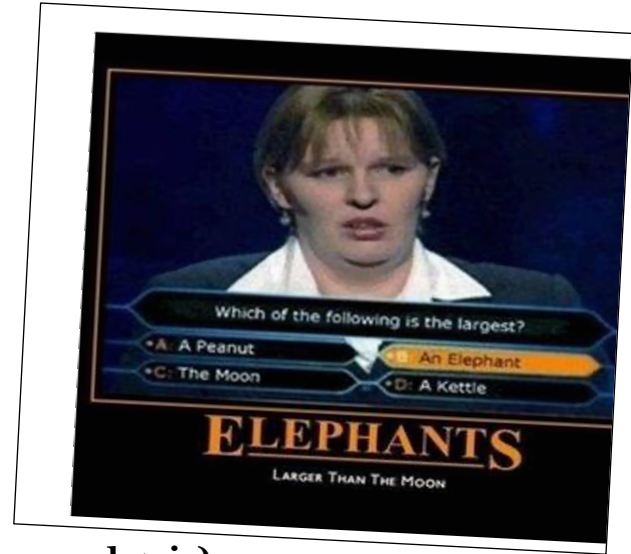 Which of the following is the largest?
A: A Peanut
B: An Elephant
C: The Moon
D: A Kettle
ELEPHANTS
LARGER THAN THE MOON